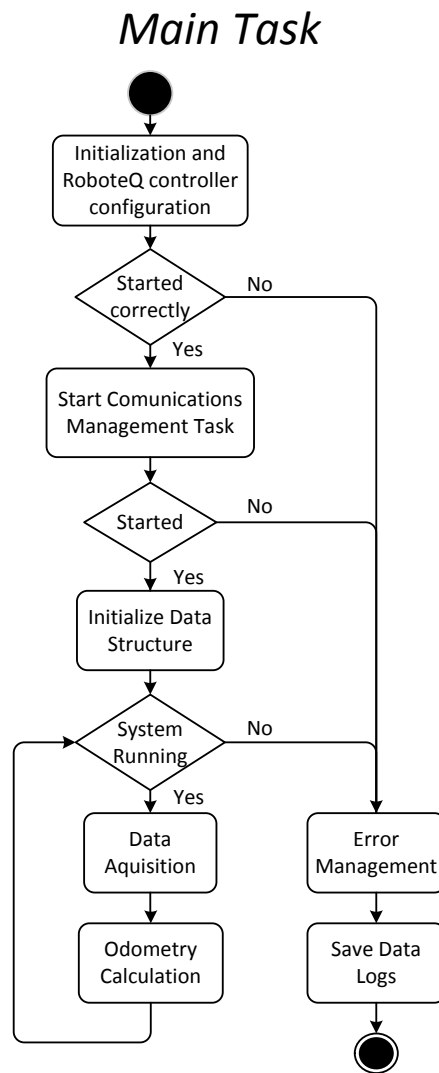 Main Task
Initialization and
RoboteQ controller
configuration
Started
correctly
No
Yes
Start Comunications
Management Task
Started
No
Yes
Initialize Data
Structure
System
Running
No
Yes
Data
Aquisition
Error
Management
Odometry
Calculation
Save Data
Logs